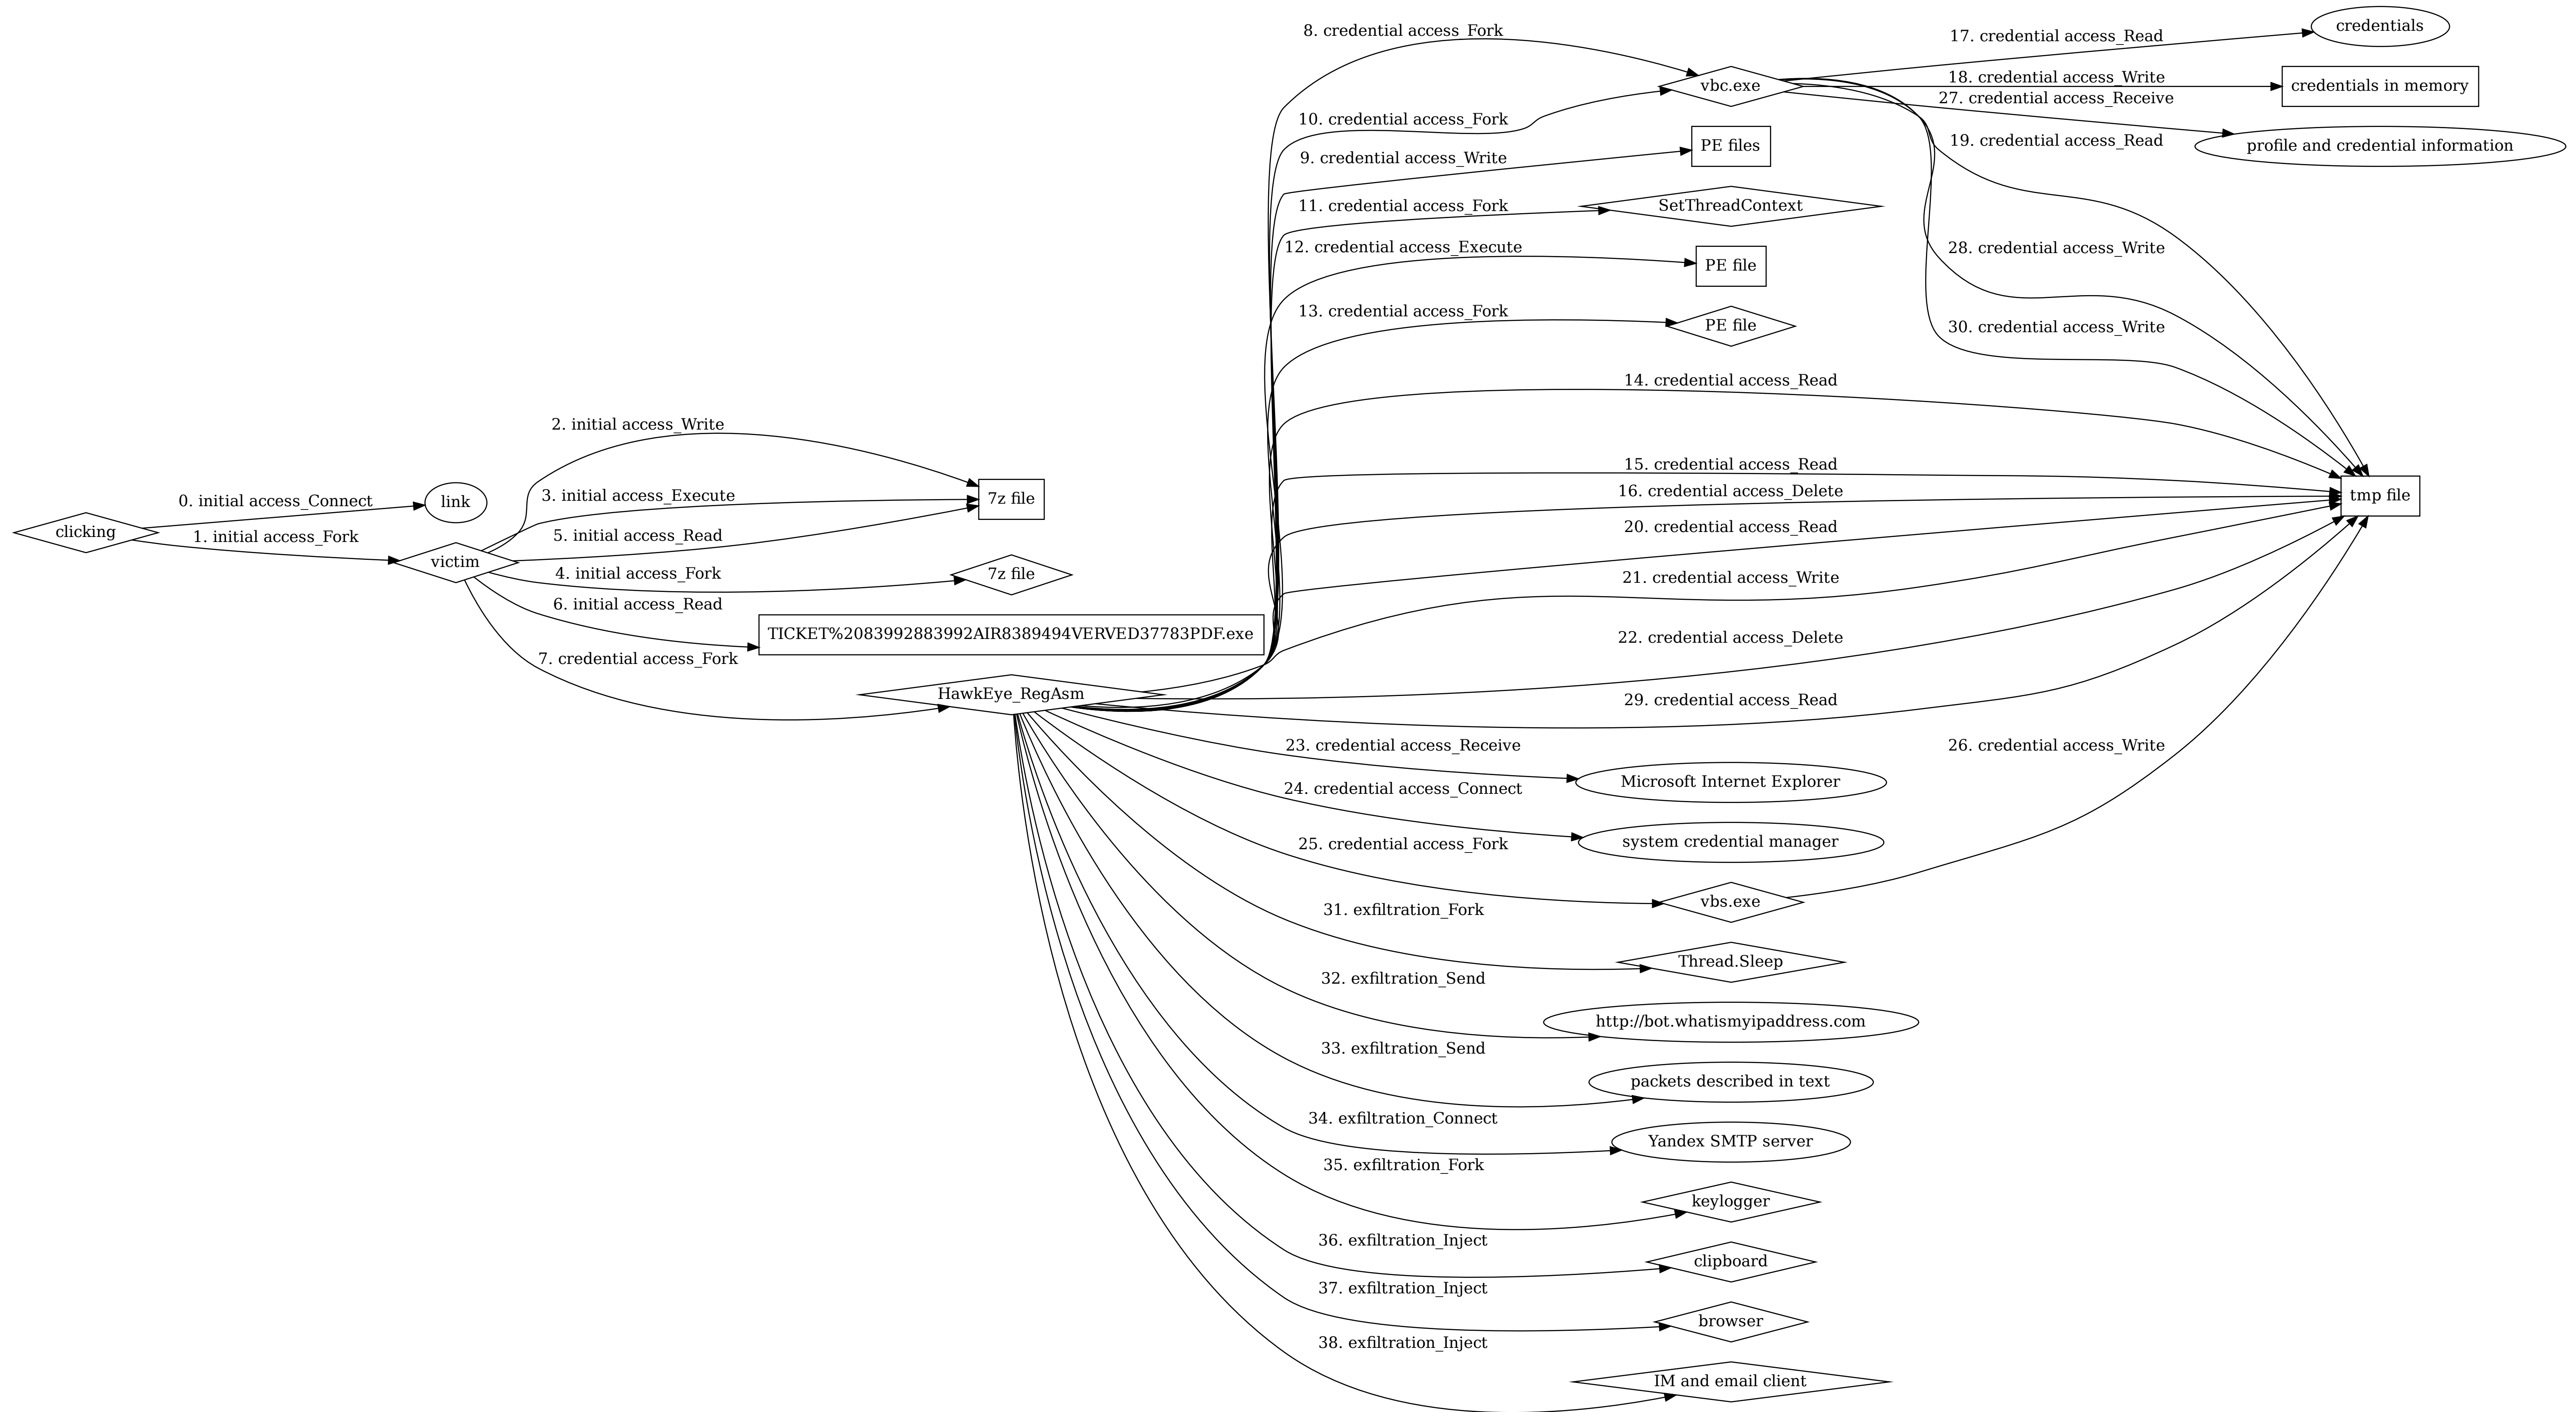 8. credential access_Fork
17. credential access_Read
credentials
vbc.exe
18. credential access_Write
credentials in memory
27. credential access_Receive
10. credential access_Fork
19. credential access_Read
profile and credential information
9. credential access_Write
PE files
11. credential access_Fork
SetThreadContext
12. credential access_Execute
28. credential access_Write
PE file
13. credential access_Fork
PE file
30. credential access_Write
14. credential access_Read
2. initial access_Write
15. credential access_Read
0. initial access_Connect
link
3. initial access_Execute
7z file
16. credential access_Delete
tmp file
clicking
1. initial access_Fork
5. initial access_Read
20. credential access_Read
victim
4. initial access_Fork
7z file
21. credential access_Write
6. initial access_Read
TICKET%2083992883992AIR8389494VERVED37783PDF.exe
22. credential access_Delete
7. credential access_Fork
HawkEye_RegAsm
29. credential access_Read
23. credential access_Receive
26. credential access_Write
Microsoft Internet Explorer
24. credential access_Connect
system credential manager
25. credential access_Fork
vbs.exe
31. exfiltration_Fork
Thread.Sleep
32. exfiltration_Send
http://bot.whatismyipaddress.com
33. exfiltration_Send
packets described in text
34. exfiltration_Connect
Yandex SMTP server
35. exfiltration_Fork
keylogger
36. exfiltration_Inject
clipboard
37. exfiltration_Inject
browser
38. exfiltration_Inject
IM and email client